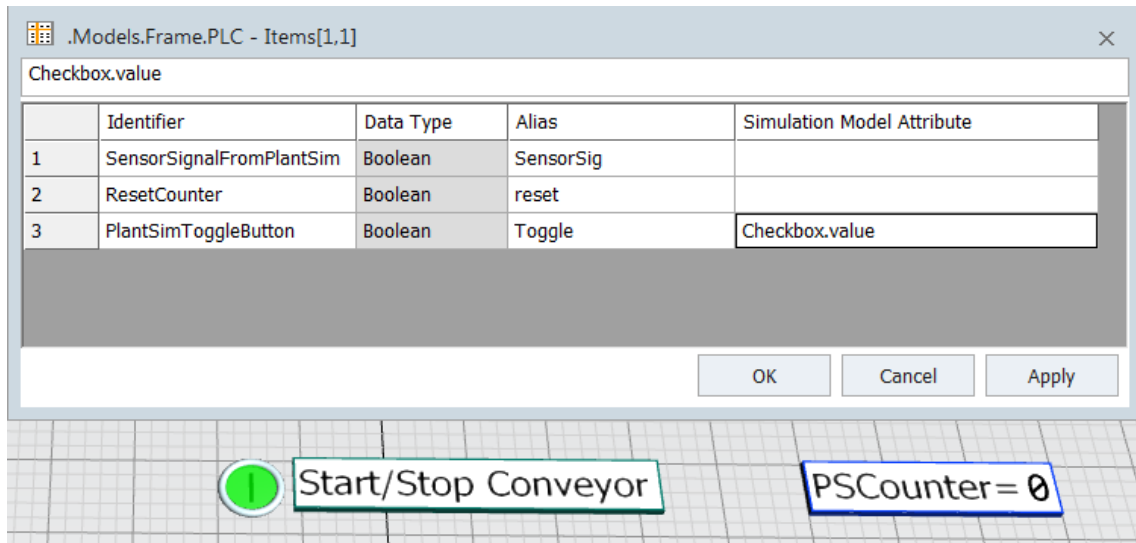 .Models.Frame.PLC - Items[1,1]
Checkbox.value
Identifier Data Type Alias Simulation Model Attribute
1 SensorSignalFromPlantSim Boolean SensorSig
2 ResetCounter Boolean reset
3 PlantSimToggleButton Boolean Toggle Checkbox.value
OK Cancel Apply
Start/Stop Conveyor PSCounter= 0